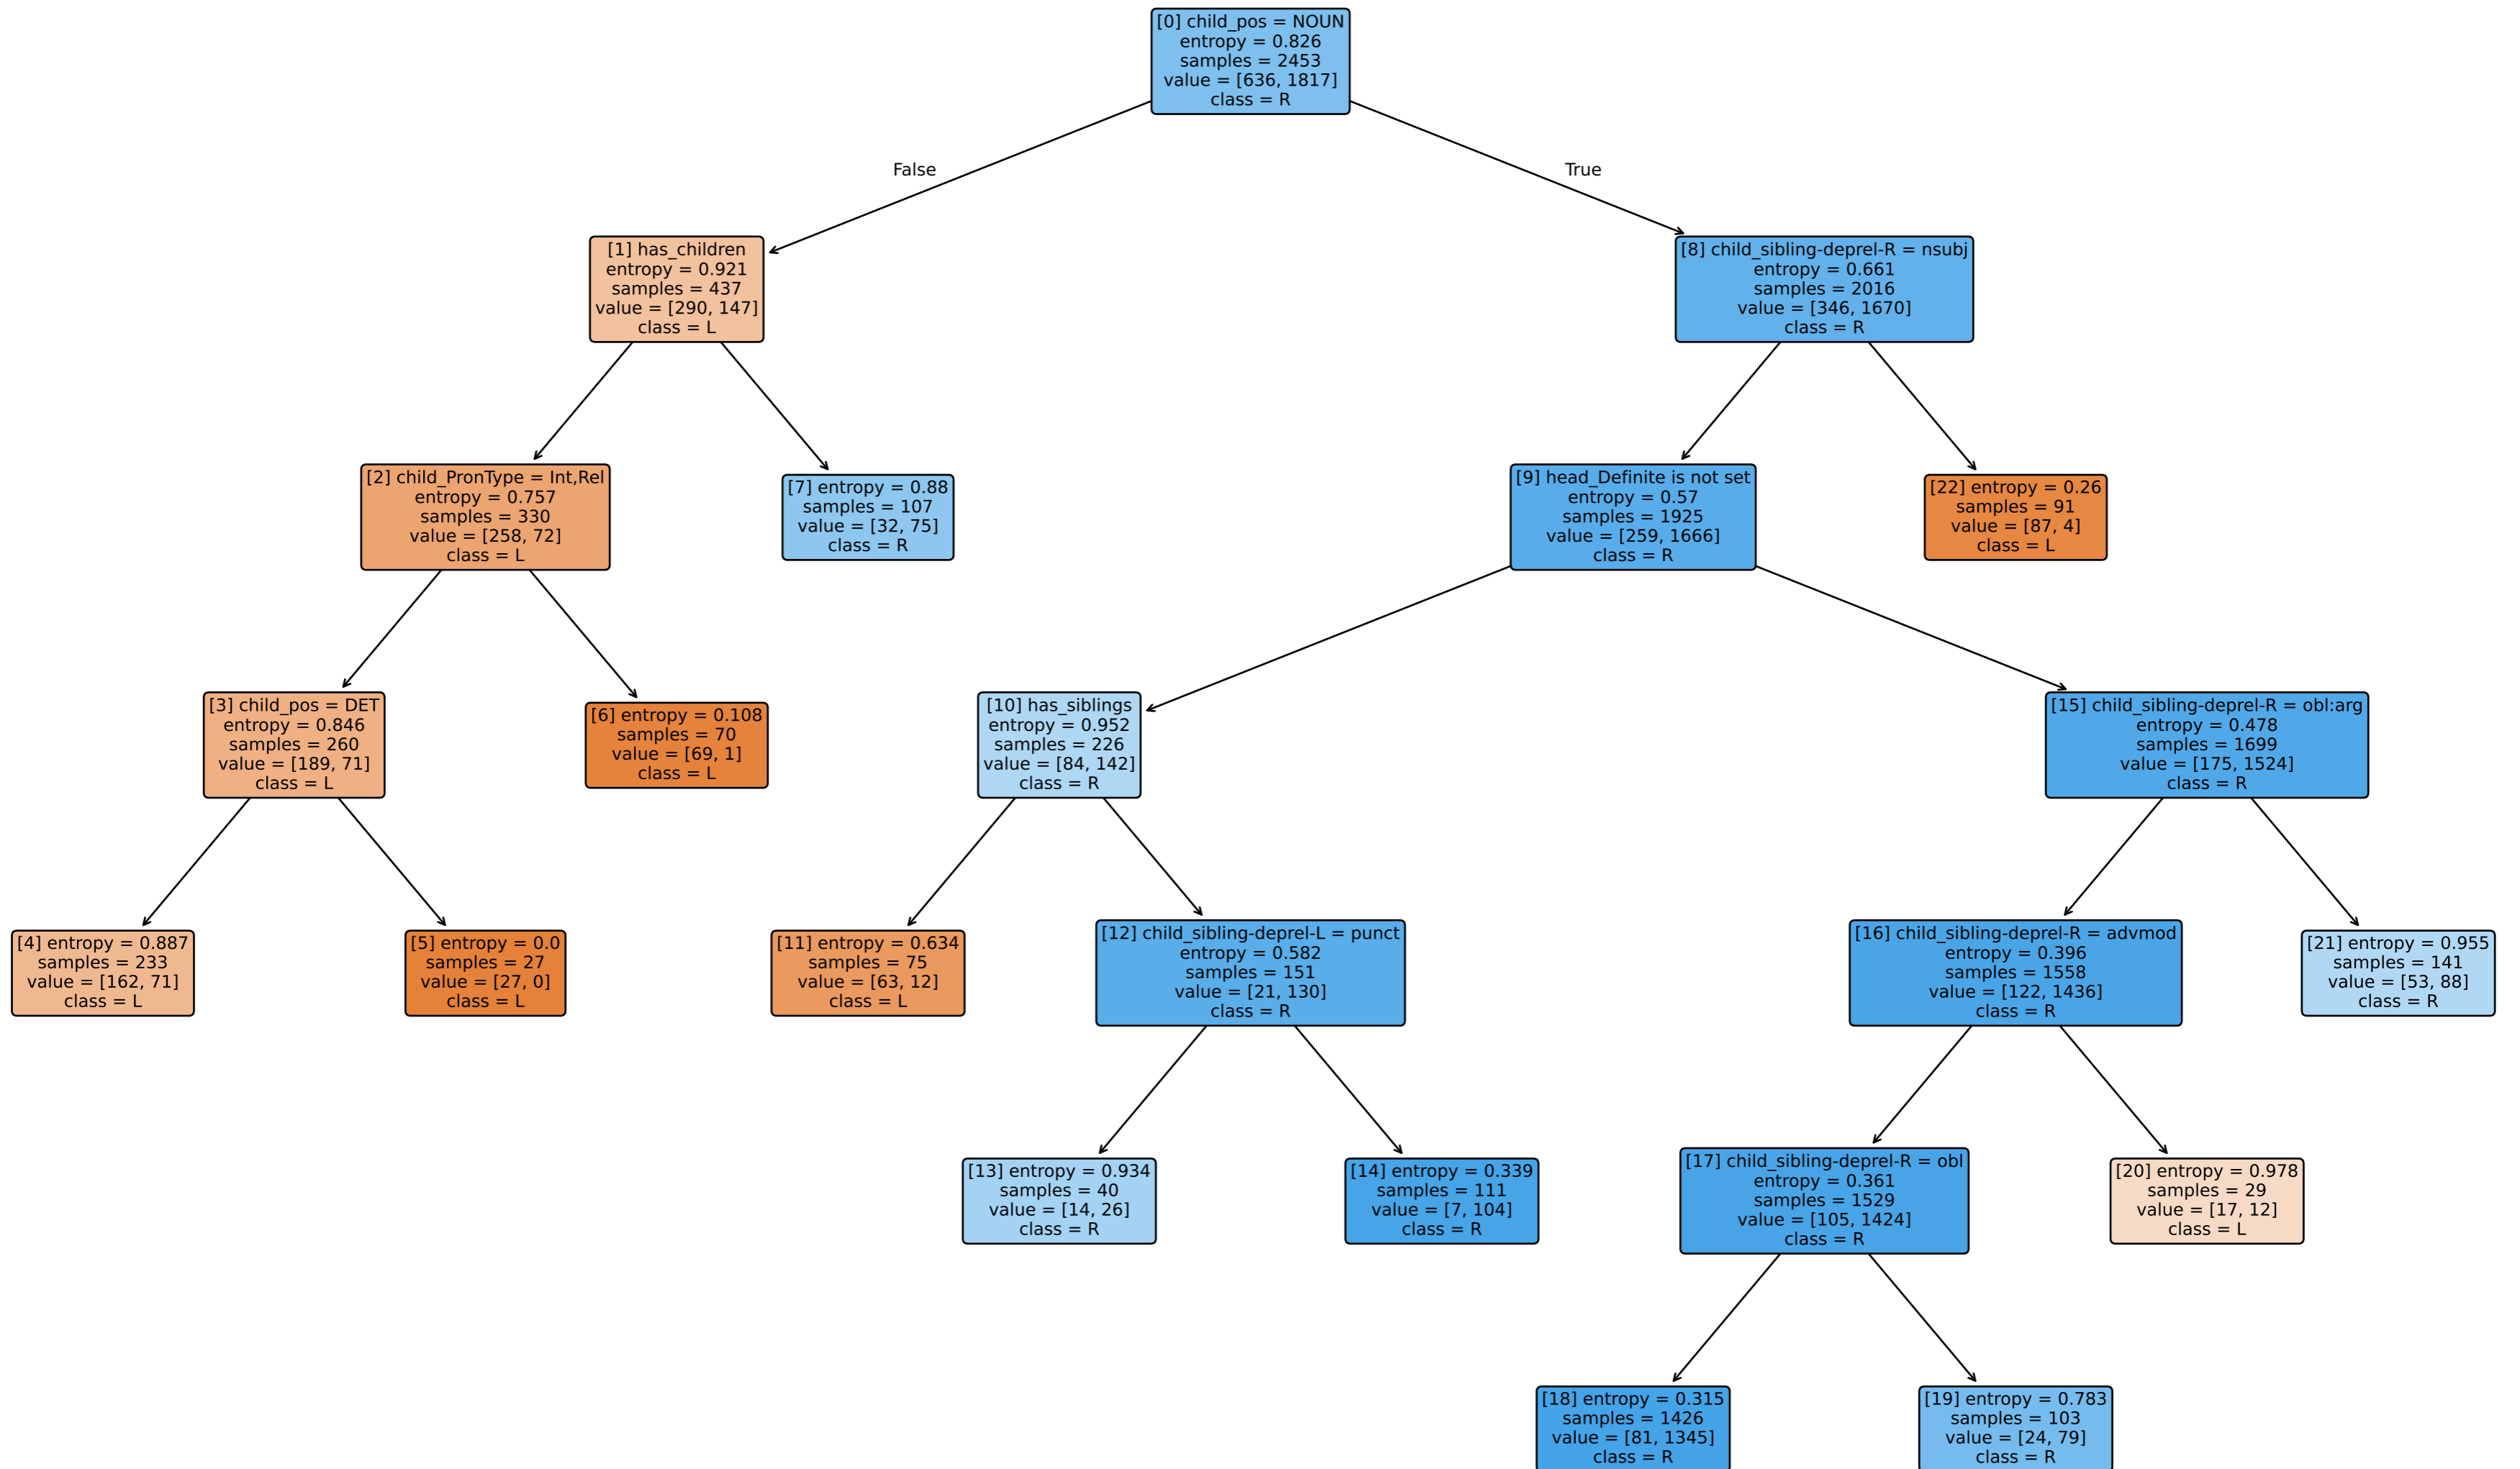 [0] child_pos = NOUN
entropy = 0.826
samples = 2453
value = [636, 1817]
class = R
False
True
[1] has_children
entropy = 0.921
samples = 437
value = [290, 147]
class = L
[8] child_sibling-deprel-R = nsubj
entropy = 0.661
samples = 2016
value = [346, 1670]
class = R
[2] child_PronType = Int,Rel
entropy = 0.757
samples = 330
value = [258, 72]
class = L
[7] entropy = 0.88
samples = 107
value = [32, 75]
class = R
[9] head_Definite is not set
entropy = 0.57
samples = 1925
value = [259, 1666]
class = R
[22] entropy = 0.26
samples = 91
value = [87, 4]
class = L
[3] child_pos = DET
entropy = 0.846
samples = 260
value = [189, 71]
class = L
[6] entropy = 0.108
samples = 70
value = [69, 1]
class = L
[10] has_siblings
entropy = 0.952
samples = 226
value = [84, 142]
class = R
[15] child_sibling-deprel-R = obl:arg
entropy = 0.478
samples = 1699
value = [175, 1524]
class = R
[4] entropy = 0.887
samples = 233
value = [162, 71]
class = L
[5] entropy = 0.0
samples = 27
value = [27, 0]
class = L
[11] entropy = 0.634
samples = 75
value = [63, 12]
class = L
[12] child_sibling-deprel-L = punct
entropy = 0.582
samples = 151
value = [21, 130]
class = R
[16] child_sibling-deprel-R = advmod
entropy = 0.396
samples = 1558
value = [122, 1436]
class = R
[21] entropy = 0.955
samples = 141
value = [53, 88]
class = R
[13] entropy = 0.934
samples = 40
value = [14, 26]
class = R
[14] entropy = 0.339
samples = 111
value = [7, 104]
class = R
[17] child_sibling-deprel-R = obl
entropy = 0.361
samples = 1529
value = [105, 1424]
class = R
[20] entropy = 0.978
samples = 29
value = [17, 12]
class = L
[18] entropy = 0.315
samples = 1426
value = [81, 1345]
class = R
[19] entropy = 0.783
samples = 103
value = [24, 79]
class = R